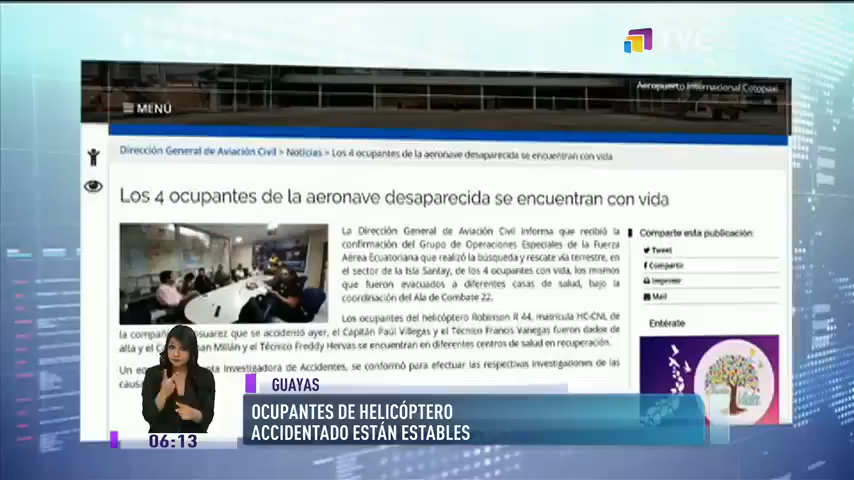 TVC
Aeropuerto Internacional Cotopaxi
MENÚ
Dirección General de Aviación Civil > Noticias > Los 4 ocupantes de la aeronave desaparecida se encuentran con vida
Los 4 ocupantes de la aeronave desaparecida se encuentran con vida
La Dirección General de Aviación Civil informa que recibió la
confirmación del Grupo de Operaciones Especiales de la Fuerza
Aérea Ecuatoriana que realizó la búsqueda y rescate vía terrestre, en
el sector de la Isla Santay, de los 4 ocupantes con vida, los mismos
que fueron evacuados a diferentes casas de salud, bajo la
coordinación del Ala de Combate 22.
Los ocupantes del helicóptero Robinson R 44, matrícula HC-CNI, de
la compañía suarez que se accidentó ayer, el Capitán Paúl Villegas y el Técnico Francis Vanegas fueron dados de
alta y el Millán y el Técnico Freddy Hervas se encuentran en diferentes centros de salud en recuperación.
Un Investigadora de Accidentes, se conformó para efectuar las respectivas investigaciones de las
Comparte esta publicación:
Tweet
Compartir
Imprimir
Mail
Entérate
GUAYAS
OCUPANTES DE HELICÓPTERO
ACCIDENTADO ESTÁN ESTABLES
06:13